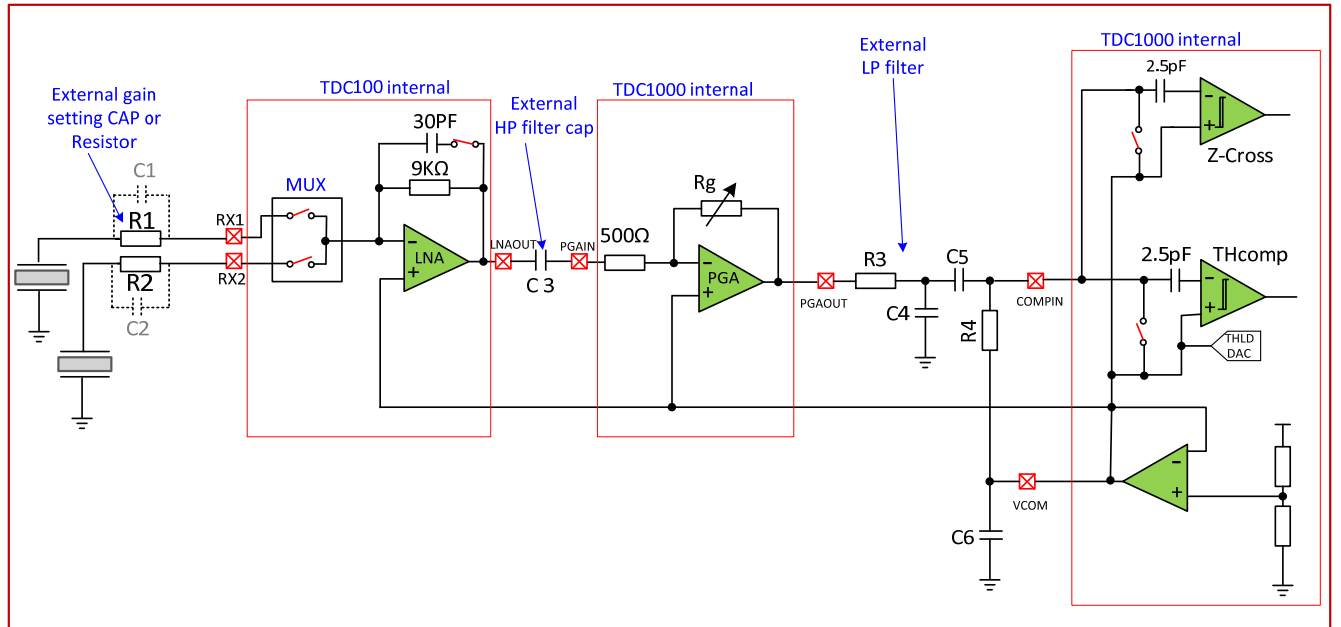 TDC1000 internal
External
LP filter
2.5pF
TDC100 internal
TDC1000 internal
External gain
setting CAP or
Resistor
External
HP filter cap
30PF
Z-Cross
C1
9KΩ
MUX
Rg
R1
RX1
LNAOUT
PGAIN
500Ω
R3
C5
2.5pF
THcomp
LNA
PGA
R2
RX2
C 3
PGAOUT
COMPIN
C4
R4
C2
THLD
DAC
VCOM
C6
-
+
-
+
-
+
-
+
-
+